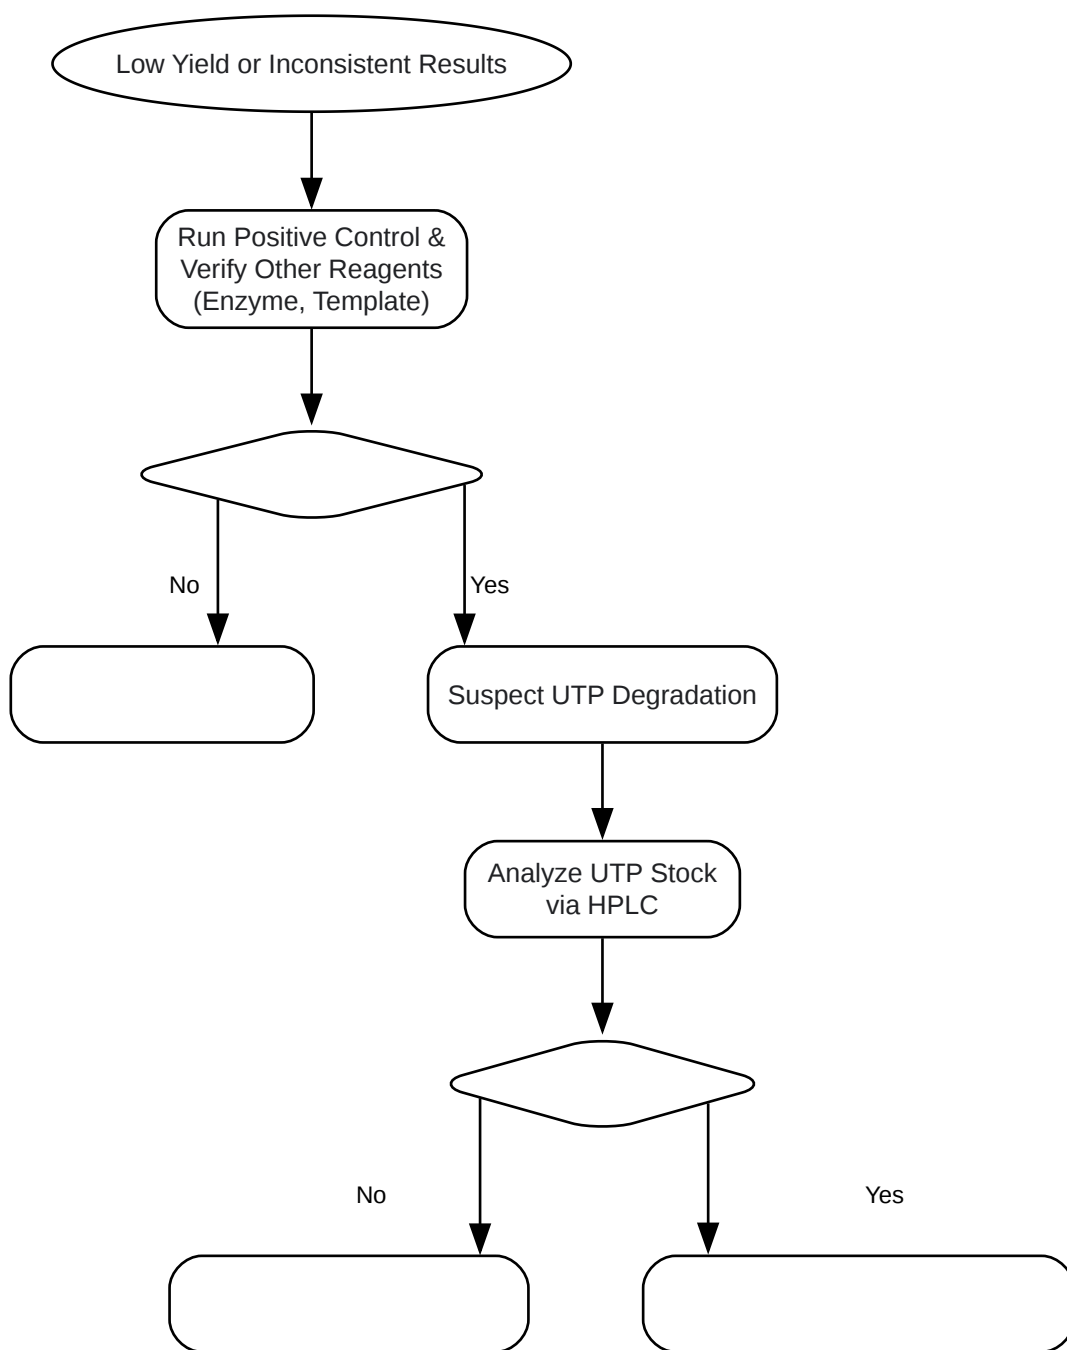 Low Yield or Inconsistent Results
Run Positive Control &
Verify Other Reagents
(Enzyme, Template)
No
Yes
Suspect UTP Degradation
Analyze UTP Stock
via HPLC
No
Yes